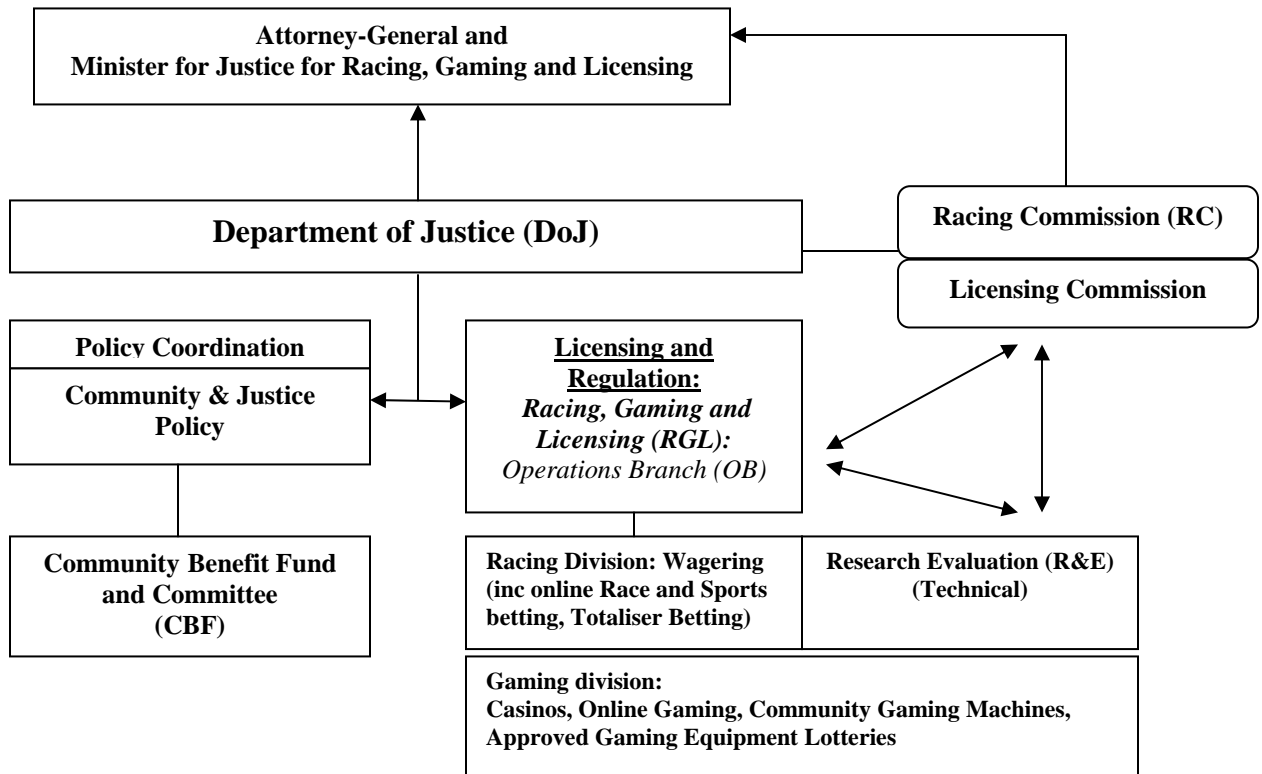 Attorney-General and
Minister for Justice for Racing, Gaming and Licensing
Department of Justice (DoJ)
Racing Commission (RC)
Licensing Commission
Policy Coordination
Community & Justice
Policy
Licensing and
Regulation:
Racing, Gaming and
Licensing (RGL):
Operations Branch (OB)
Community Benefit Fund
and Committee
(CBF)
Racing Division: Wagering
(inc online Race and Sports
betting, Totaliser Betting)
Research Evaluation (R&E)
(Technical)
Gaming division:
Casinos, Online Gaming, Community Gaming Machines,
Approved Gaming Equipment Lotteries